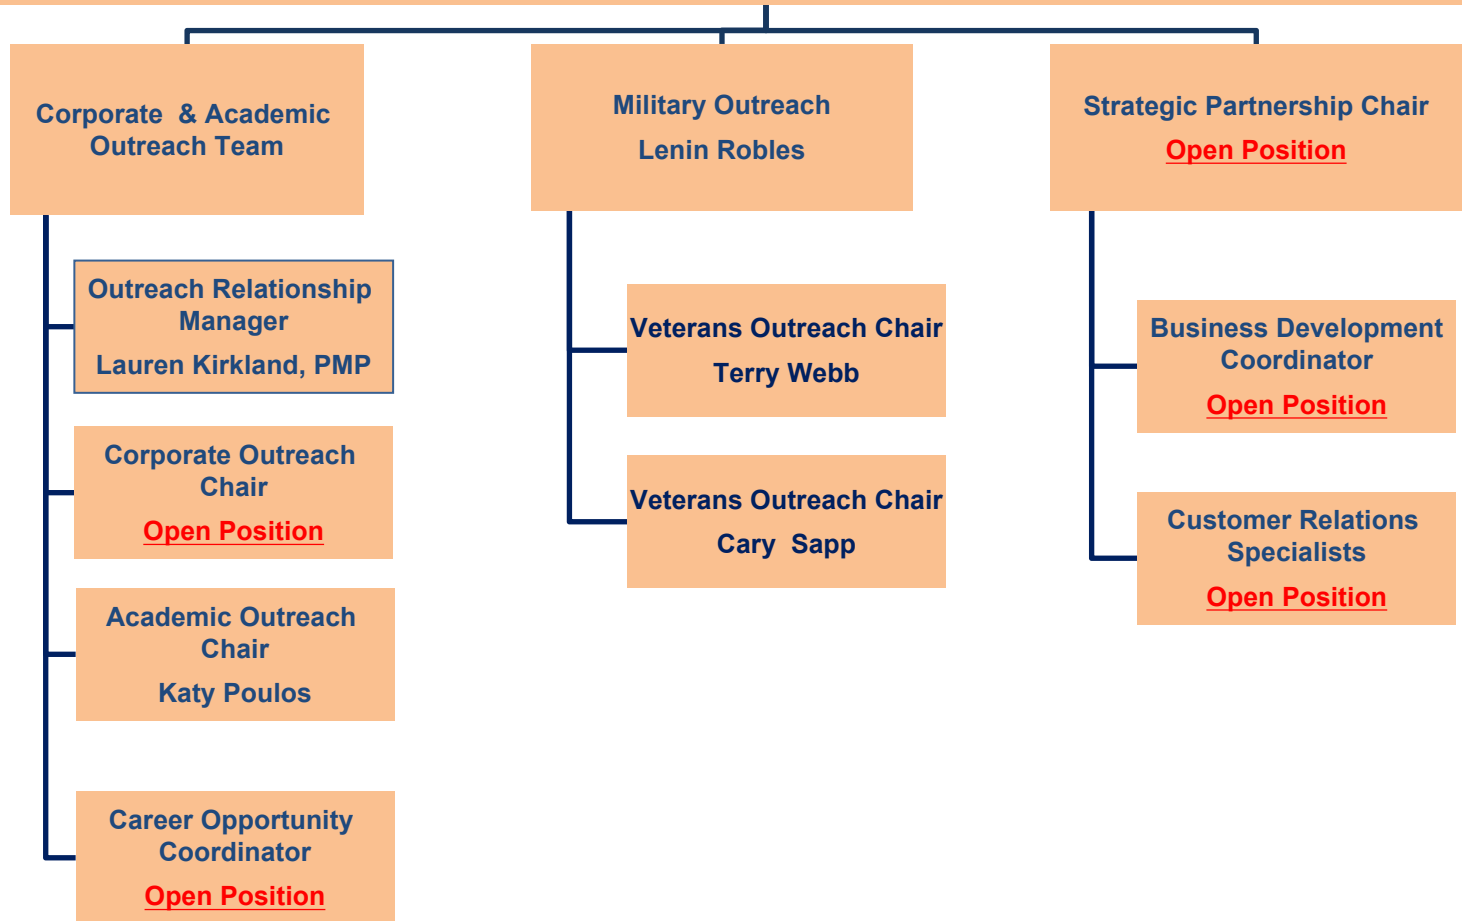 Corporate  & Academic
Outreach Team
Outreach Relationship
Manager
Lauren Kirkland, PMP
Corporate Outreach
Chair
Open Position
Academic Outreach
Chair
Katy Poulos
Career Opportunity
Coordinator
Open Position
Military Outreach
Lenin Robles
Veterans Outreach Chair
Terry Webb
Veterans Outreach Chair
Cary  Sapp
Strategic Partnership Chair
Open Position
Business Development
Coordinator
Open Position
Customer Relations
Specialists
Open Position